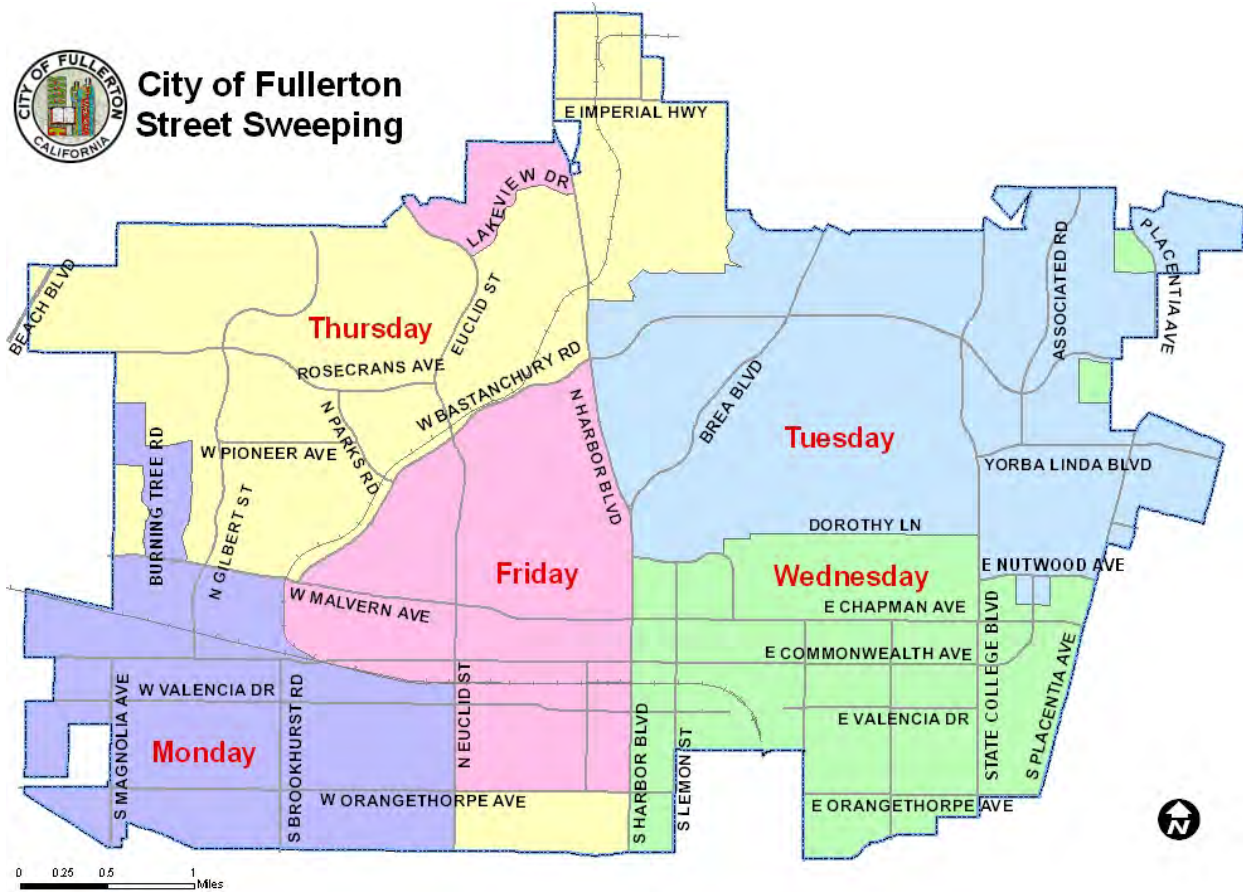 CITY OF FULLERTON
CALIFORNIA
City of Fullerton
Street Sweeping
E IMPERIAL HWY
LAKEVIEW DR
BEACH BLVD
EUCLID ST
PLACENTIA AVE
ASSOCIATED RD
Thursday
ROSECRANS AVE
W BASTANCHURY RD
N PARKS RD
N HARBOR BLVD
BREA BLVD
Tuesday
W PIONEER AVE
YORBA LINDA BLVD
BURNING TREE RD
N GILBERT ST
DOROTHY LN
Friday
Wednesday
E NUTWOOD AVE
W MALVERN AVE
E CHAPMAN AVE
STATE COLLEGE BLVD
E COMMONWEALTH AVE
S PLACENTIA AVE
W VALENCIA DR
N EUCLID ST
E VALENCIA DR
S MAGNOLIA AVE
Monday
S BROOKHURST RD
S HARBOR BLVD
S LEMON ST
W ORANGETHORPE AVE
E ORANGETHORPE AVE
N
0 0.25 0.5 1
Miles